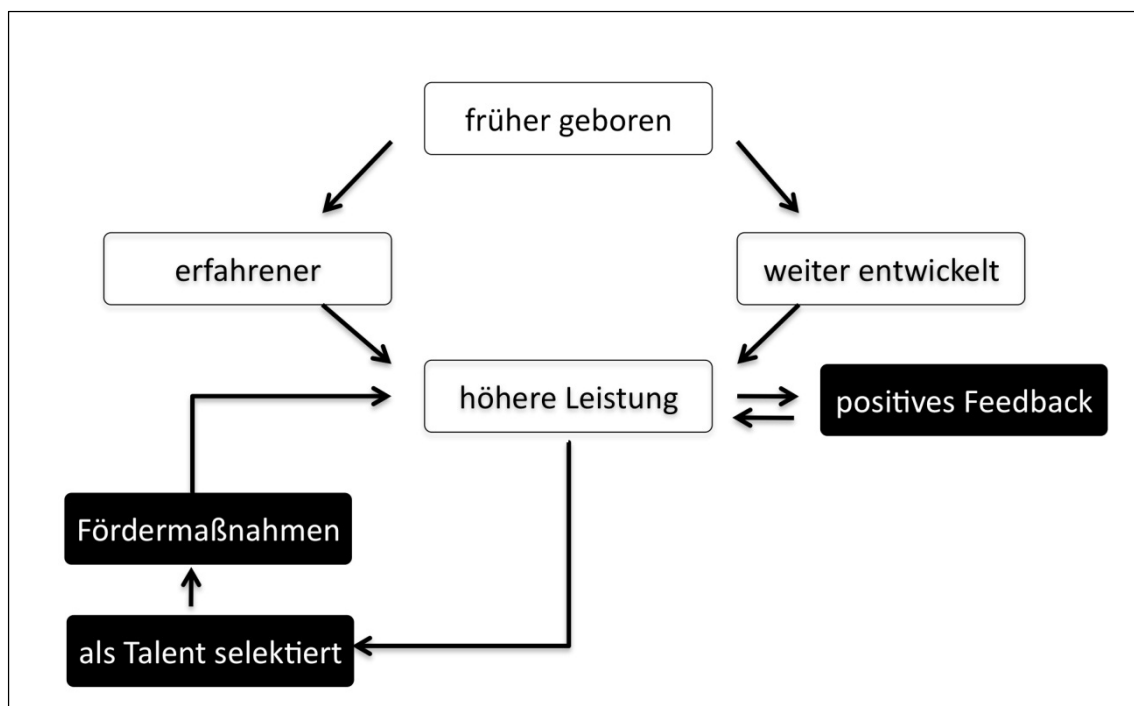 früher geboren
erfahrener
weiter entwickelt
höhere Leistung
positives Feedback
Fördermaßnahmen
als Talent selektiert